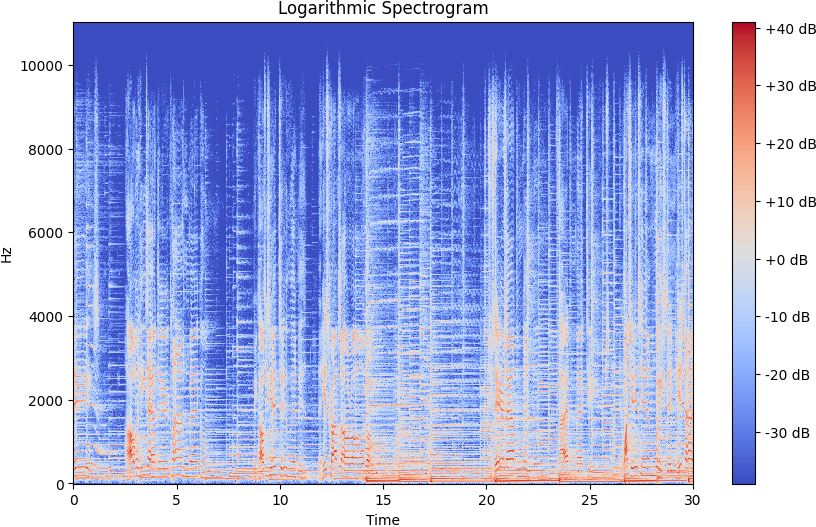 Logarithmic Spectrogram
Hz
10000
8000
6000
4000
2000
0
0 5 10 15 20 25 30
Time
+40 dB
+30 dB
+20 dB
+10 dB
+0 dB
-10 dB
-20 dB
-30 dB